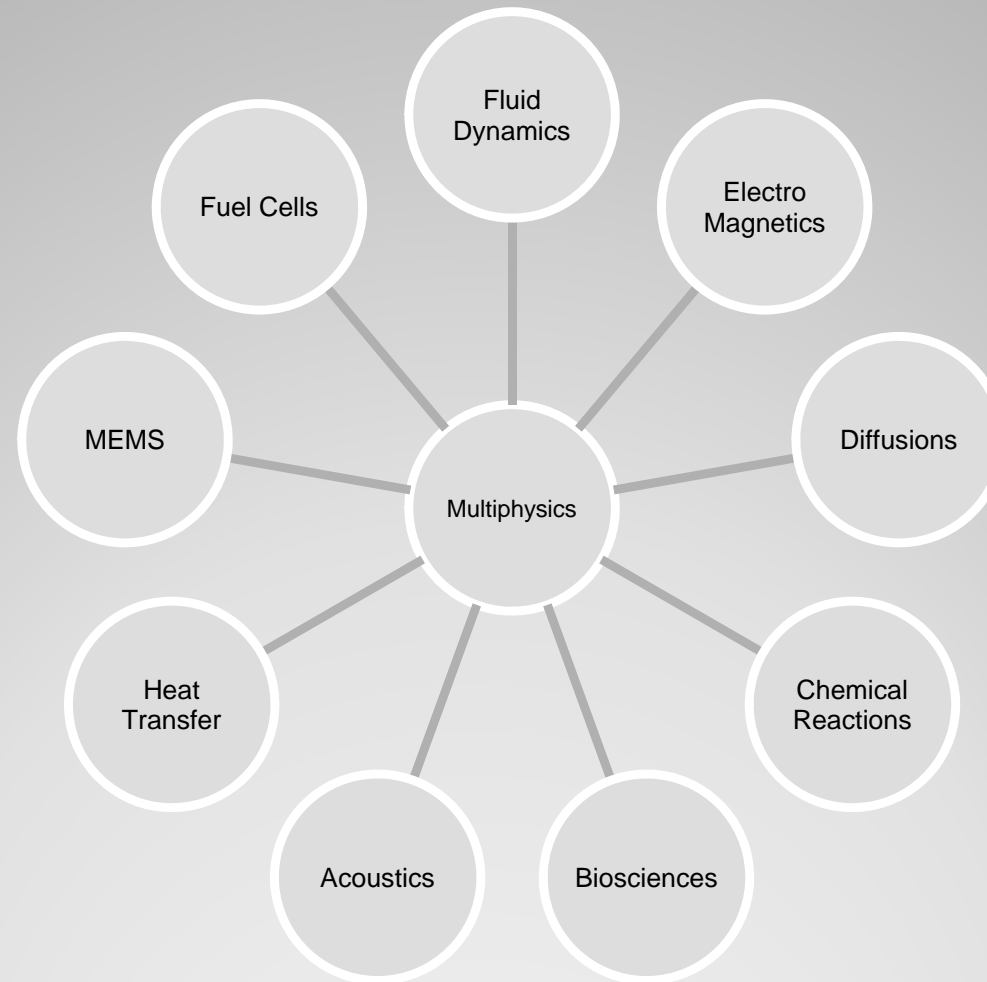 Fluid
Dynamics
Electro
Magnetics
Fuel Cells
MEMS
Diffusions
Multiphysics
Heat
Transfer
Chemical
Reactions
Acoustics
Biosciences